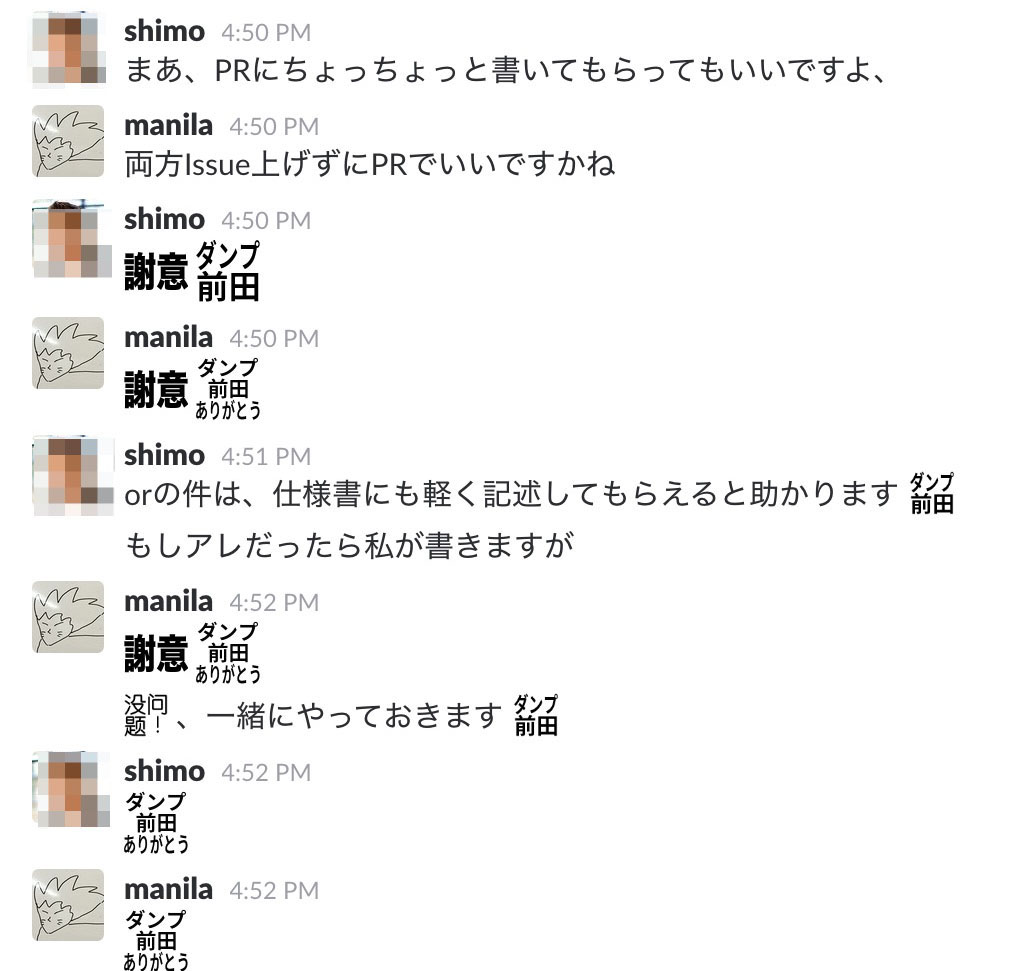 shimo 4:50 PM
まあ、PRにちょっちょっと書いてもらってもいいですよ、
manila 4:50 PM
両方Issue上げずにPRでいいですかね
shimo 4:50 PM
謝意 ダンプ
前田
manila 4:50 PM
謝意 ダンプ
前田
ありがとう
shimo 4:51 PM
orの件は、仕様書にも軽く記述してもらえると助かります ダンプ
前田
もしアレだったら私が書きますが
manila 4:52 PM
謝意 ダンプ
前田
ありがとう
没问
题！、一緒にやっておきます ダンプ
前田
shimo 4:52 PM
ダンプ
前田
ありがとう
manila 4:52 PM
ダンプ
前田
ありがとう